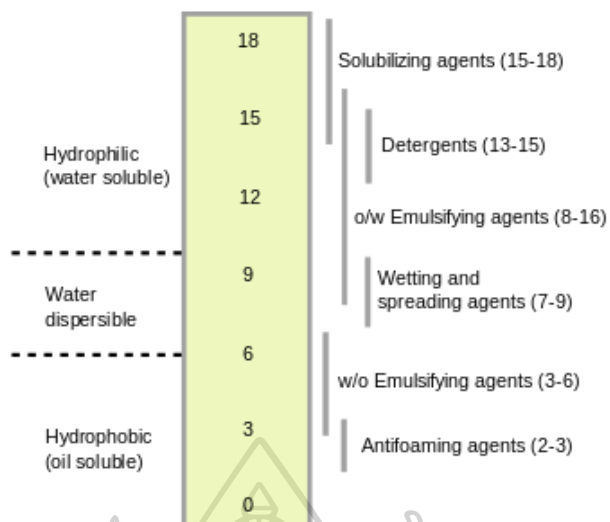 18
Solubilizing agents (15-18)
15
Detergents (13-15)
Hydrophilic
(water soluble)
12
o/w Emulsifying agents (8-16)
9
Wetting and
spreading agents (7-9)
Water
dispersible
6
w/o Emulsifying agents (3-6)
3
Hydrophobic
(oil soluble)
Antifoaming agents (2-3)
0